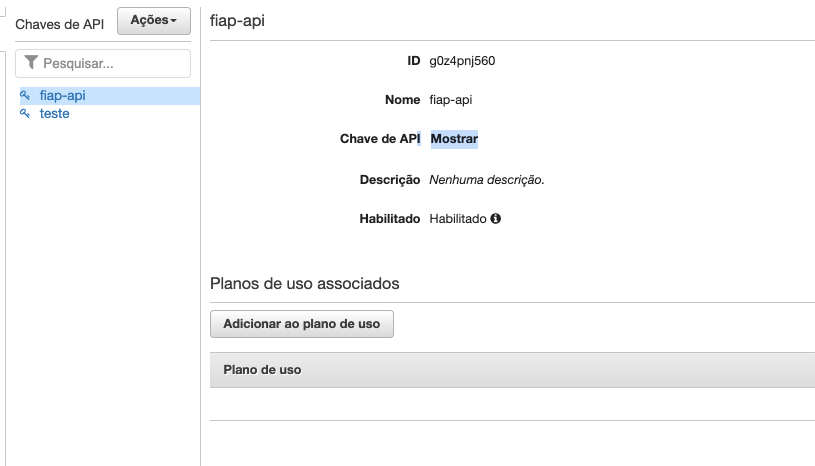 Chaves de API
Ações
Pesquisar...
fiap-api
teste
fiap-api
ID g0z4pnj560
Nome fiap-api
Chave de API Mostrar
Descrição Nenhuma descrição.
Habilitado Habilitado
Planos de uso associados
Adicionar ao plano de uso
Plano de uso